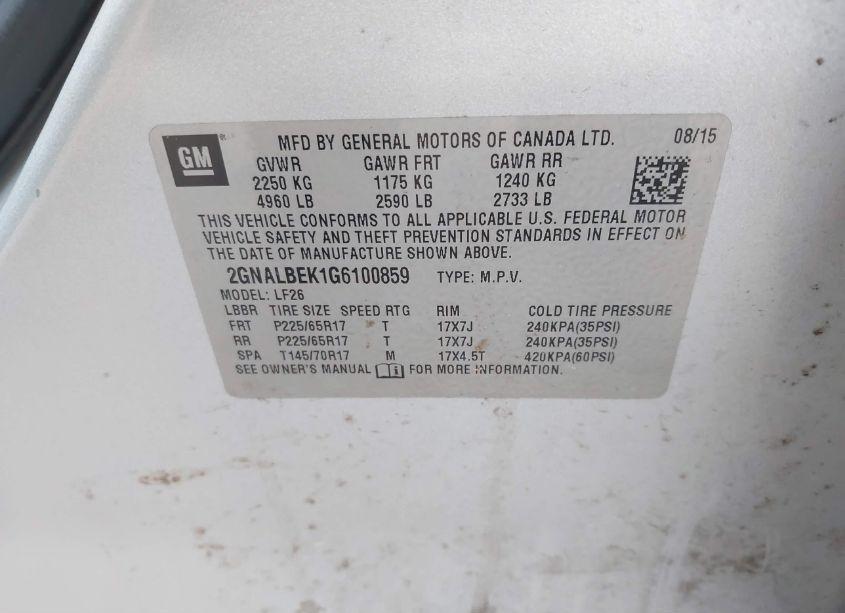 GM
MFD BY GENERAL MOTORS OF CANADA LTD. 08/15
GVWR GAWR FRT GAWR RR
2250 KG 1175 KG 1240 KG
4960 LB 2590 LB 2733 LB
THIS VEHICLE CONFORMS TO ALL APPLICABLE U.S. FEDERAL MOTOR
VEHICLE SAFETY AND THEFT PREVENTION STANDARDS IN EFFECT ON
THE DATE OF MANUFACTURE SHOWN ABOVE.
2GNALBEK1G6100859 TYPE: M.P.V.
MODEL: LF26
LBBR TIRE SIZE SPEED RTG RIM COLD TIRE PRESSURE
FRT P225/65R17 T 17X7J 240KPA(35PSI)
RR P225/65R17 T 17X7J 240KPA(35PSI)
SPA T145/70R17 M 17X4.5T 420KPA(60PSI)
SEE OWNER'S MANUAL i FOR MORE INFORMATION.